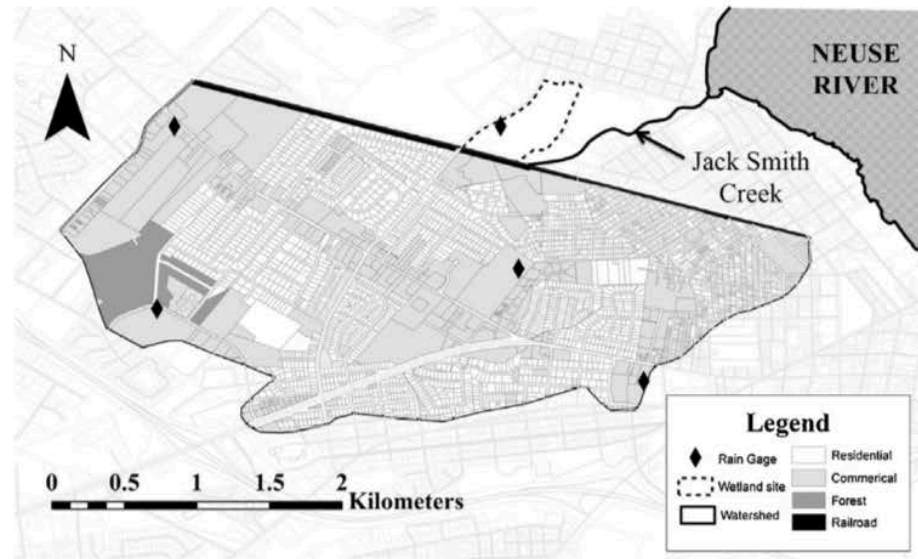 N
NEUSE
RIVER
Jack Smith
Creek
0 0.5 1 1.5 2
Kilometers
Legend
Rain Gage
Wetland site
Watershed
Residential
Commerical
Forest
Railroad